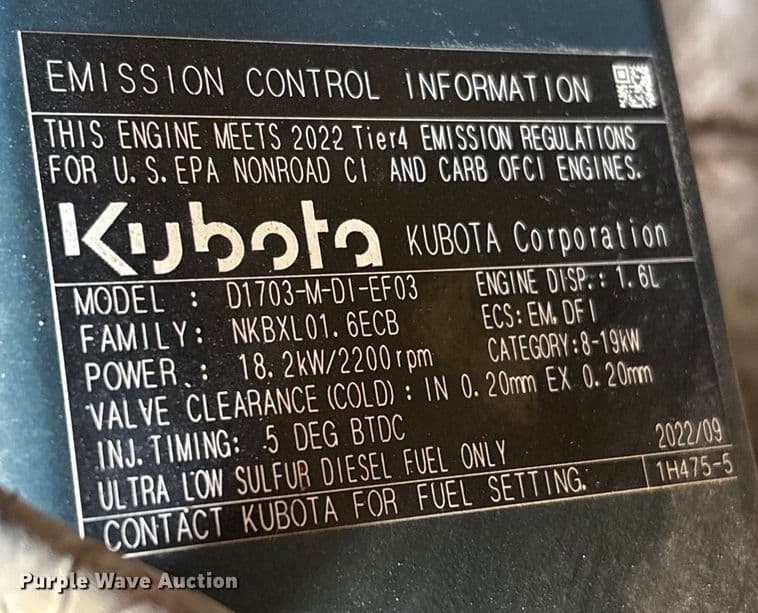 EMISSION CONTROL INFORMATION
THIS ENGINE MEETS 2022 Tier4 EMISSION REGULATIONS
FOR U.S.EPA NONROAD CI AND CARB OFCI ENGINES.
Kubota KUBOTA Corporation
MODEL : D1703-M-DI-EF03 ENGINE DISP.: 1.6L
FAMILY: NKBXL01.6ECB ECS:EM,DFI
POWER.: 18.2kW/2200rpm CATEGORY:8-19kW
VALVE CLEARANCE (COLD) : IN 0.20mm EX 0.20mm
INJ.TIMING: 5 DEG BTDC
ULTRA LOW SULFUR DIESEL FUEL ONLY 2022/09
CONTACT KUBOTA FOR FUEL SETTING. 1H475-5
Purple Wave Auction